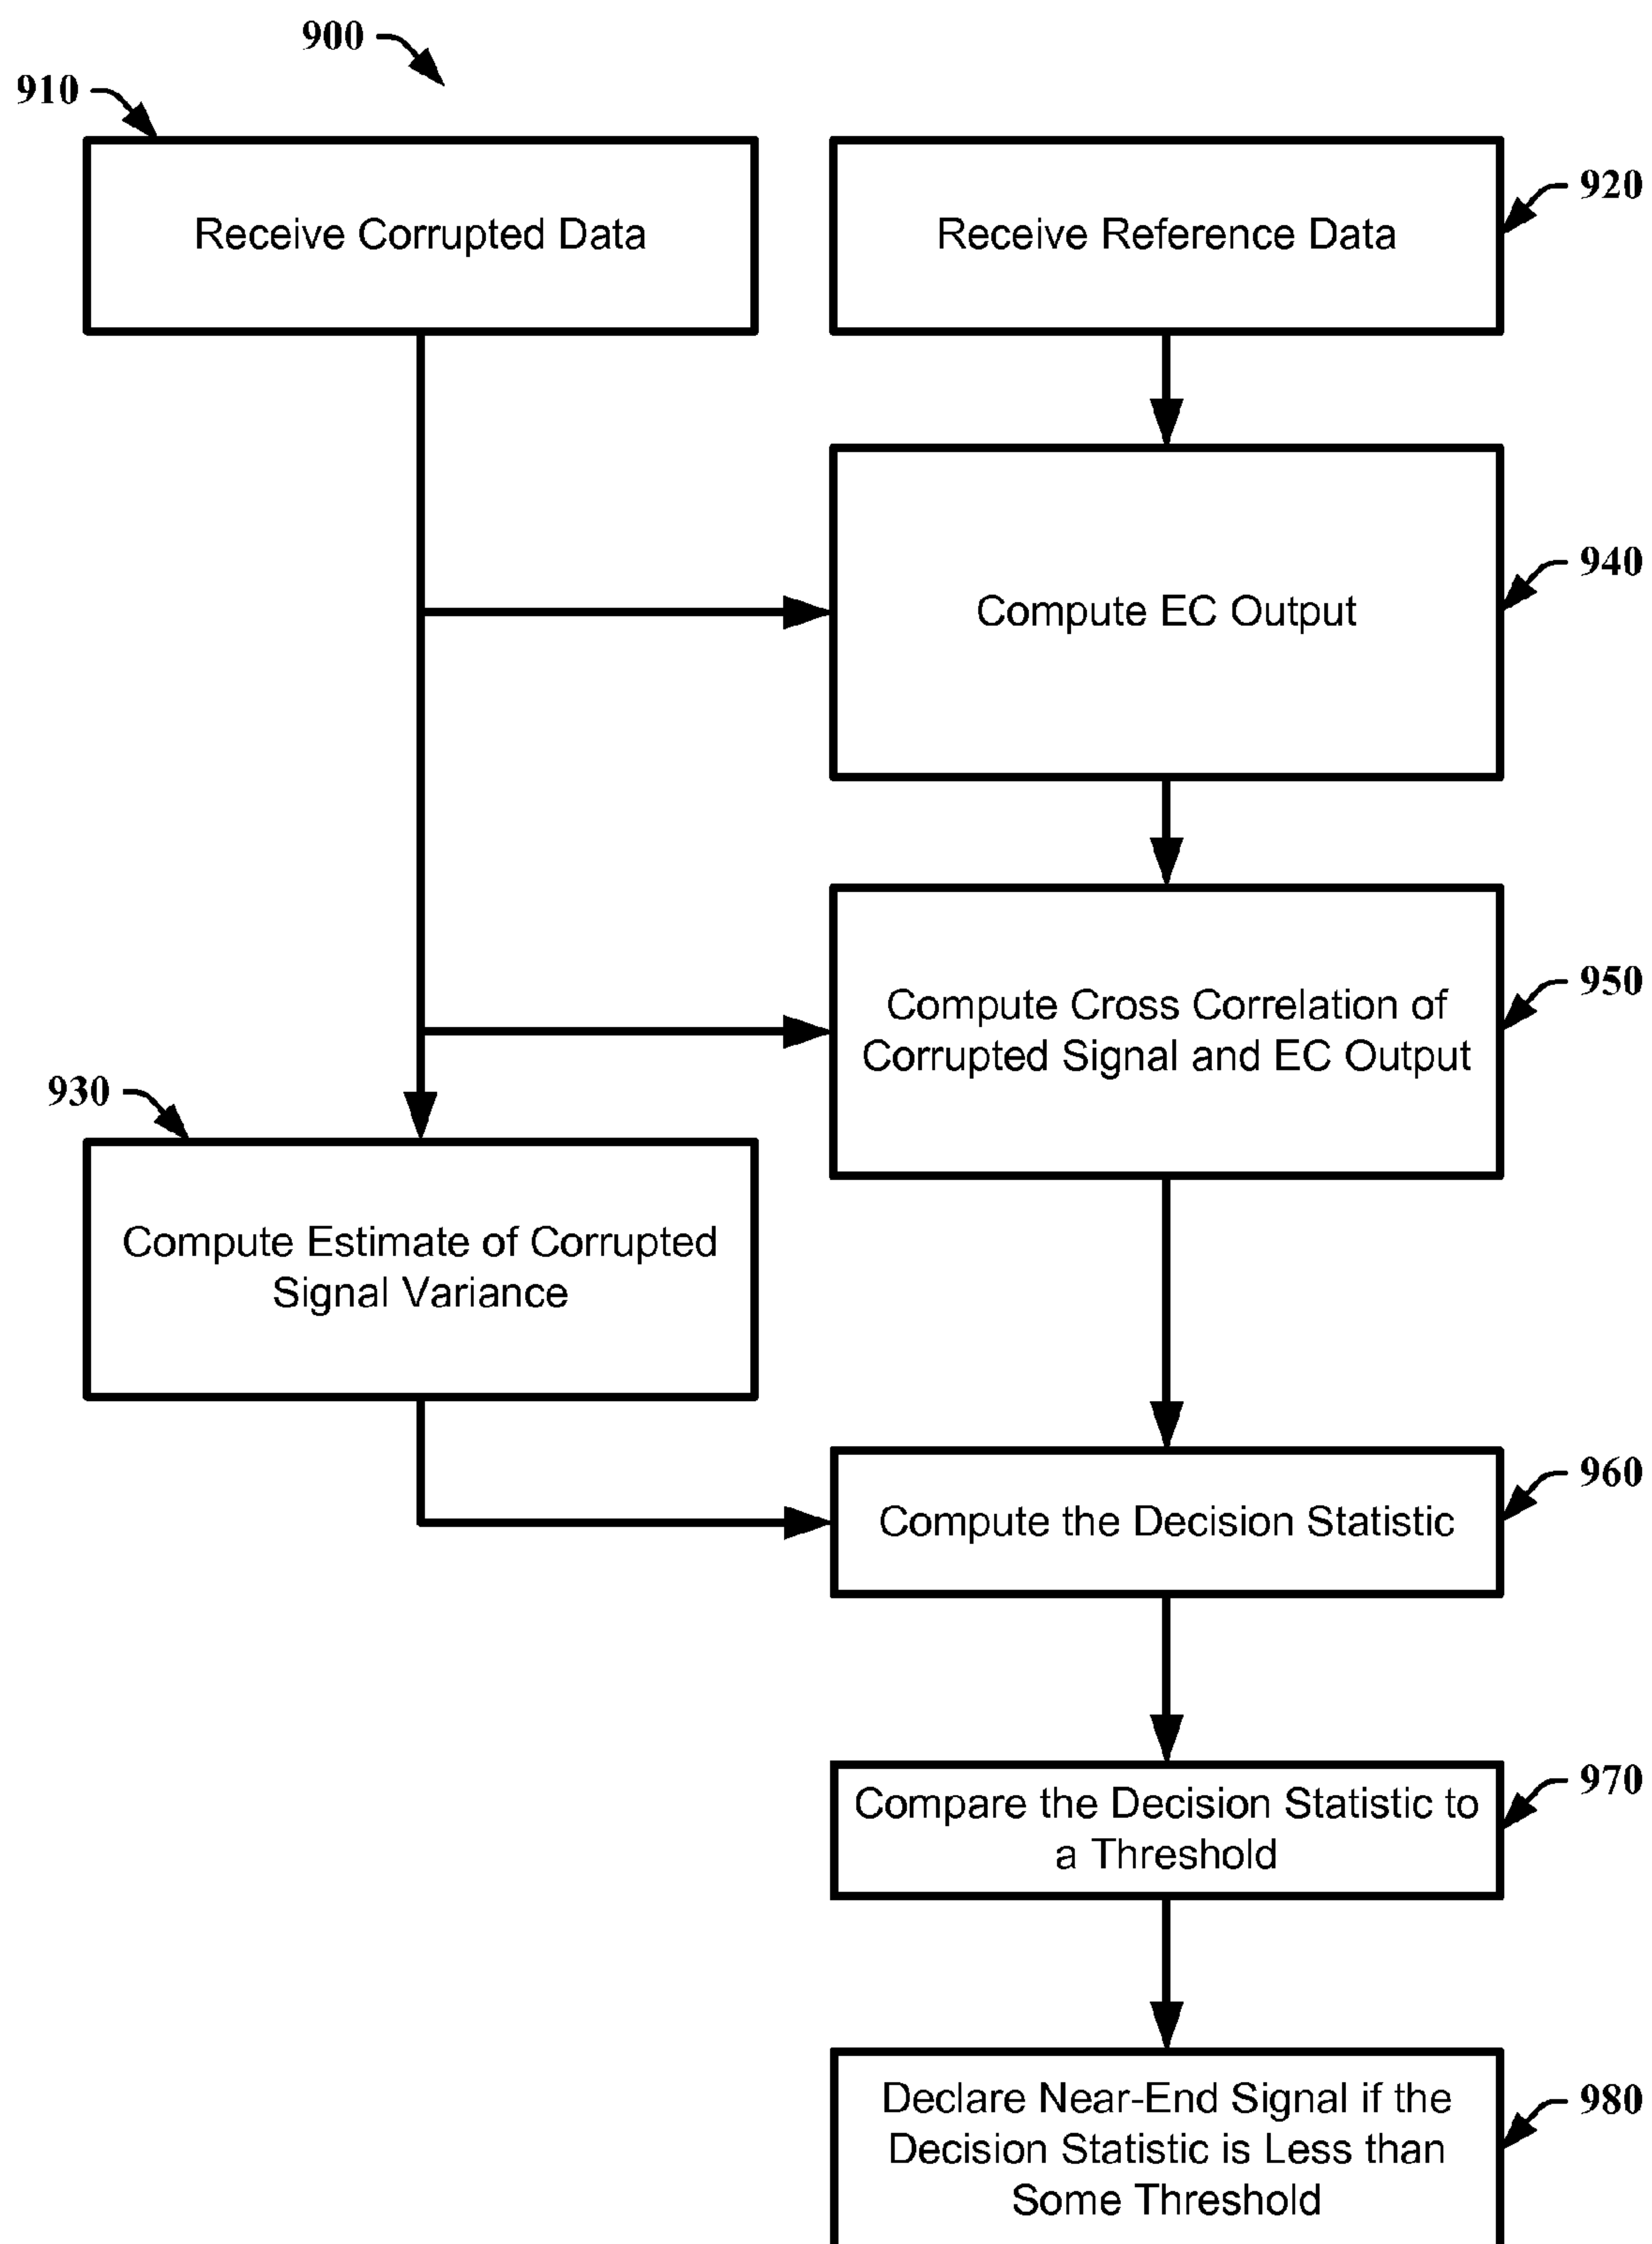 900
910
Receive Corrupted Data
Receive Reference Data
920
Compute EC Output
940
Compute Cross Correlation of
Corrupted Signal and EC Output
950
930
Compute Estimate of Corrupted
Signal Variance
Compute the Decision Statistic
960
Compare the Decision Statistic to
a Threshold
970
Declare Near-End Signal if the
Decision Statistic is Less than
Some Threshold
980